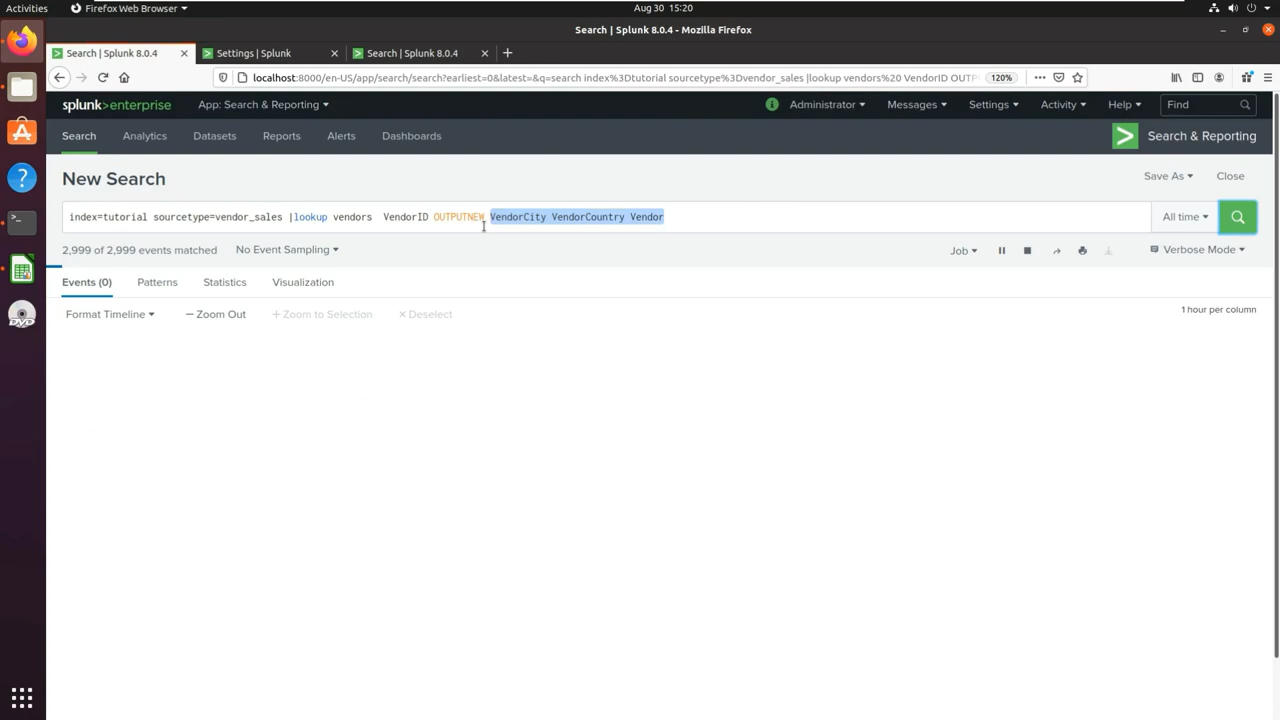 Activities Firefox Web Browser Aug 30 15:20
Search | Splunk 8.0.4 - Mozilla Firefox
Search | Splunk 8.0.4 Settings | Splunk Search | Splunk 8.0.4
localhost:8000/en-US/app/search/search?earliest=0&latest=&q=search index%3Dtutorial sourcetype%3Dvendor_sales |lookup vendors%20 VendorID OUTP 120%
splunk>enterprise App: Search & Reporting Administrator Messages Settings Activity Help Find
Search Analytics Datasets Reports Alerts Dashboards > Search & Reporting
New Search Save As Close
index=tutorial sourcetype=vendor_sales |lookup vendors  VendorID OUTPUTNEW VendorCity VendorCountry Vendor All time
2,999 of 2,999 events matched No Event Sampling Job Verbose Mode
Events (0) Patterns Statistics Visualization
Format Timeline — Zoom Out + Zoom to Selection × Deselect 1 hour per column
DVD